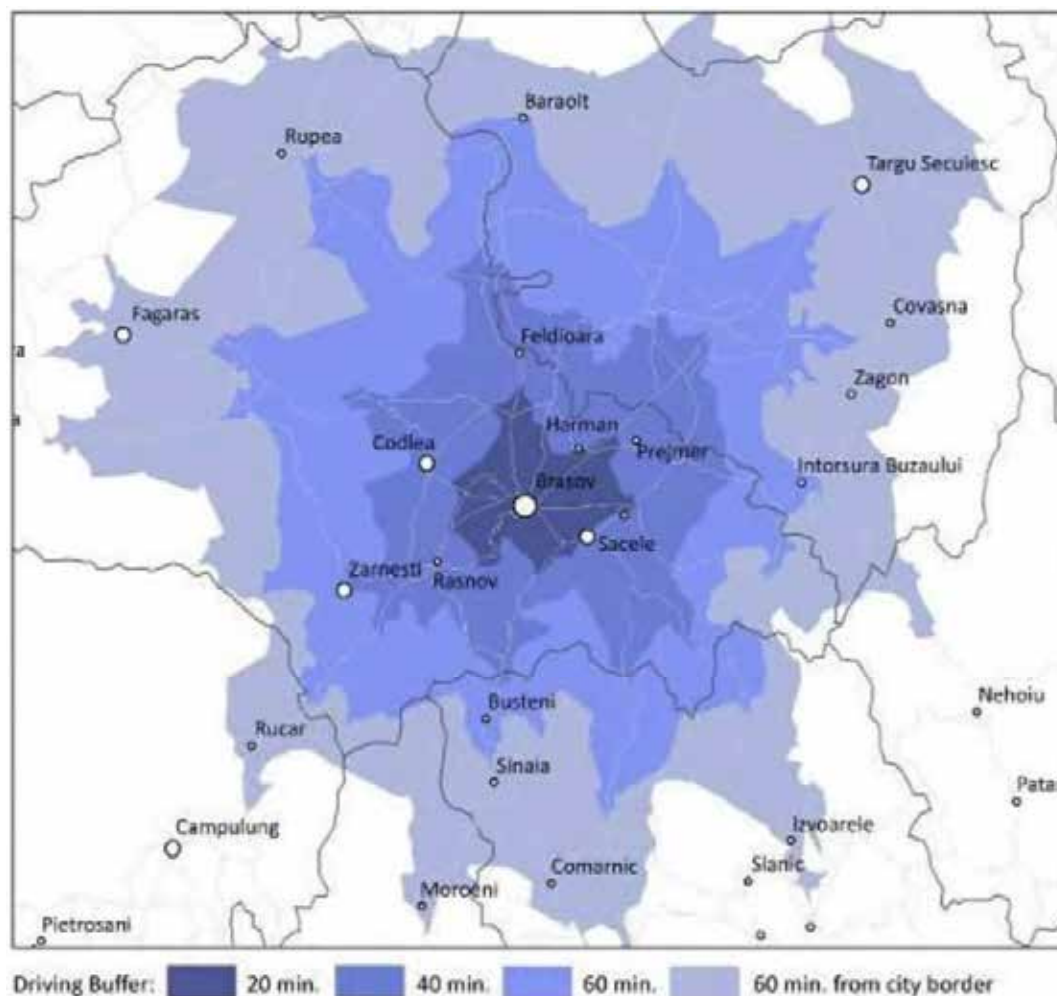 Baraolt
Rupea
Targu Secuiesc
Fagaras
Covasna
Feldioara
a
Zagon
a
Harman
Codlea
Prejmer
Intorsura Buzaului
Brasov
Sacele
Zarnesti
Rasnov
Nehoiu
Busteni
Rucar
Sinaia
Patar
Campulung
Izvoarele
Comarnic
Slanic
Moroeni
Pietrosani
Driving Buffer: 20 min. 40 min. 60 min. 60 min. from city border